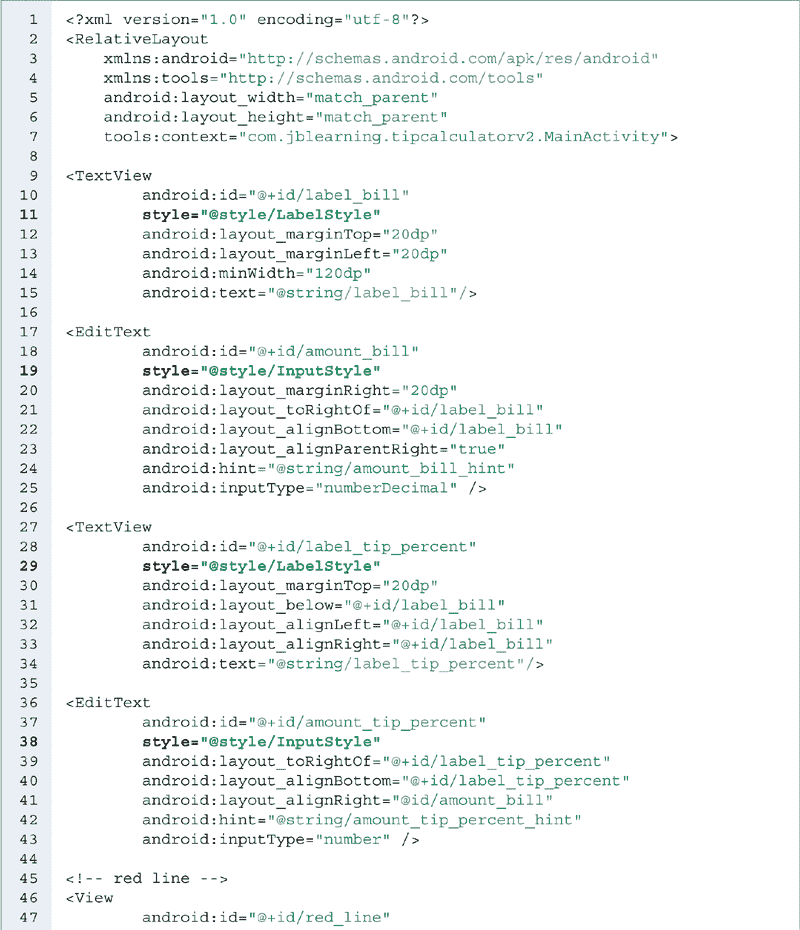 1 <?xml version="1.0" encoding="utf-8"?>
2 <RelativeLayout
3 xmlns:android="http://schemas.android.com/apk/res/android"
4 xmlns:tools="http://schemas.android.com/tools"
5 android:layout_width="match_parent"
6 android:layout_height="match_parent"
7 tools:context="com.jblearning.tipcalculatorv2.MainActivity">
8
9 <TextView
10 android:id="@+id/label_bill"
11 style="@style/LabelStyle"
12 android:layout_marginTop="20dp"
13 android:layout_marginLeft="20dp"
14 android:minWidth="120dp"
15 android:text="@string/label_bill"/>
16
17 <EditText
18 android:id="@+id/amount_bill"
19 style="@style/InputStyle"
20 android:layout_marginRight="20dp"
21 android:layout_toRightOf="@+id/label_bill"
22 android:layout_alignBottom="@+id/label_bill"
23 android:layout_alignParentRight="true"
24 android:hint="@string/amount_bill_hint"
25 android:inputType="numberDecimal" />
26
27 <TextView
28 android:id="@+id/label_tip_percent"
29 style="@style/LabelStyle"
30 android:layout_marginTop="20dp"
31 android:layout_below="@+id/label_bill"
32 android:layout_alignLeft="@+id/label_bill"
33 android:layout_alignRight="@+id/label_bill"
34 android:text="@string/label_tip_percent"/>
35
36 <EditText
37 android:id="@+id/amount_tip_percent"
38 style="@style/InputStyle"
39 android:layout_toRightOf="@+id/label_tip_percent"
40 android:layout_alignBottom="@+id/label_tip_percent"
41 android:layout_alignRight="@id/amount_bill"
42 android:hint="@string/amount_tip_percent_hint"
43 android:inputType="number" />
44
45 <!-- red line -->
46 <View
47 android:id="@+id/red_line"